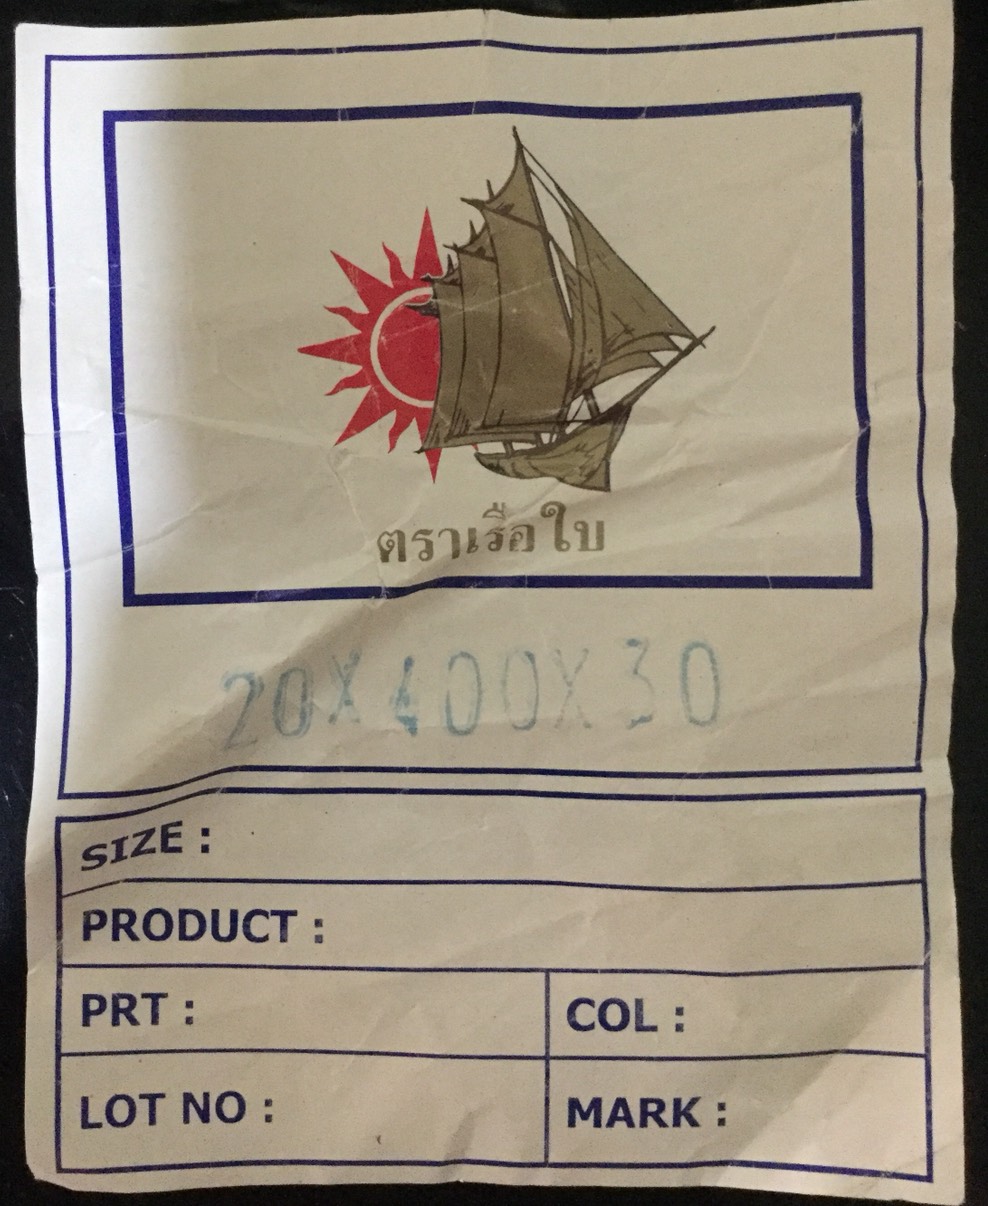 ตราเรือใบ
20X400X30
SIZE :
PRODUCT :
PRT :
COL :
LOT NO :
MARK :